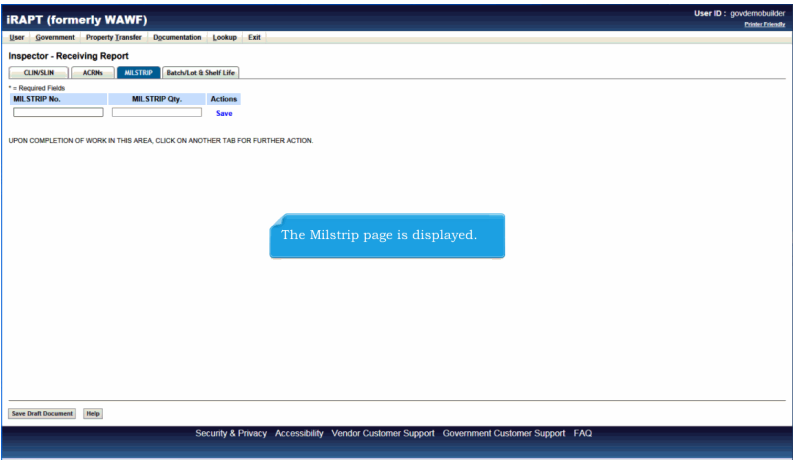 iRAPT (formerly WAWF)
User ID : govdemobuilder
Printer Friendly
User Government Property Transfer Documentation Lookup Exit
Inspector - Receiving Report
CLIN/SLIN ACRNs MILSTRIP Batch/Lot & Shelf Life
* = Required Fields
MILSTRIP No. MILSTRIP Qty. Actions
Save
UPON COMPLETION OF WORK IN THIS AREA, CLICK ON ANOTHER TAB FOR FURTHER ACTION.
The Milstrip page is displayed.
Save Draft Document Help
Security & Privacy Accessibility Vendor Customer Support Government Customer Support FAQ